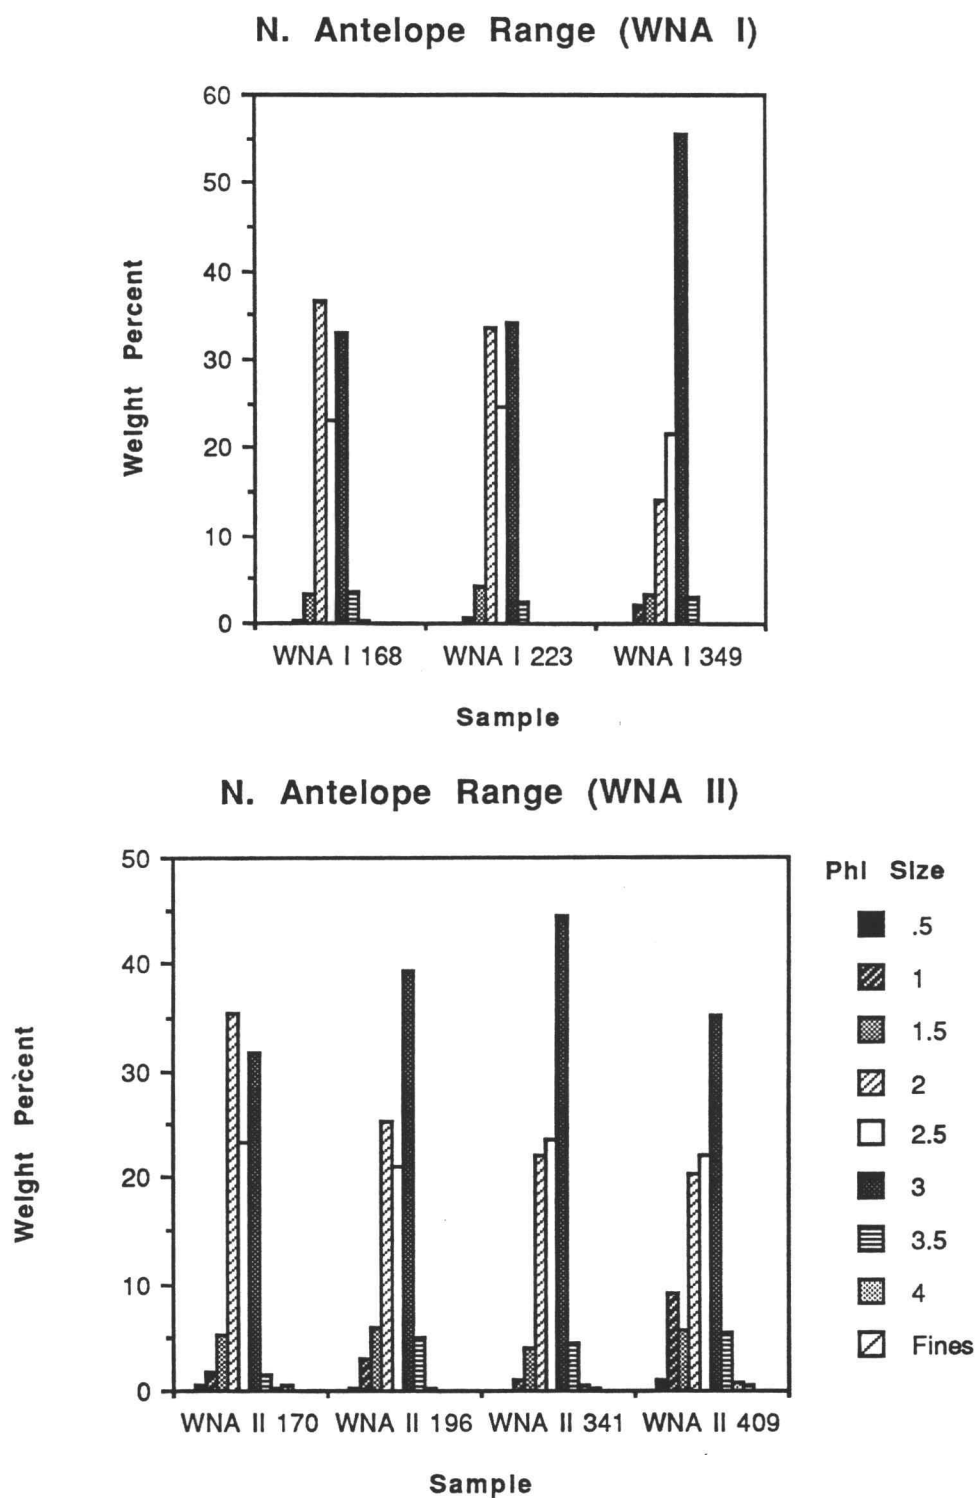 N. Antelope Range (WNA I)
60
50
40
30
20
10
0
Weight Percent
WNA I 168 WNA I 223 WNA I 349
Sample
N. Antelope Range (WNA II)
50
40
30
20
10
0
Weight Percent
WNA II 170 WNA II 196 WNA II 341 WNA II 409
Sample
Phi Size
.5
1
1.5
2
2.5
3
3.5
4
Fines